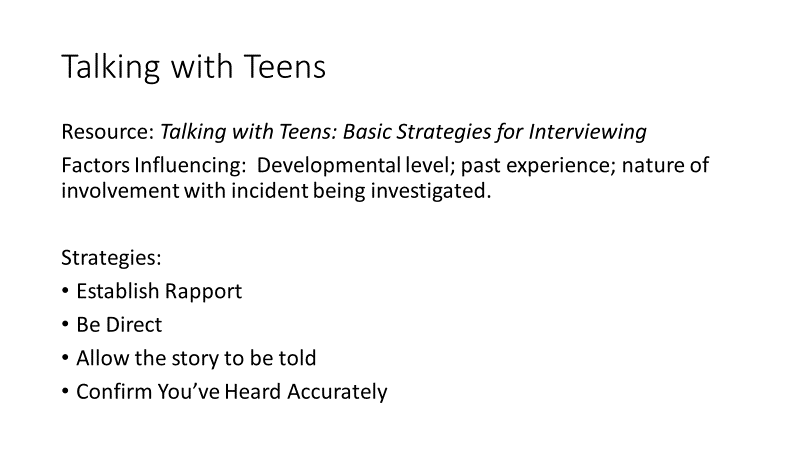 Talking with Teens
Resource: Talking with Teens: Basic Strategies for Interviewing
Factors Influencing:  Developmental level; past experience; nature of
involvement with incident being investigated.
Strategies:
• Establish Rapport
• Be Direct
• Allow the story to be told
• Confirm You’ve Heard Accurately